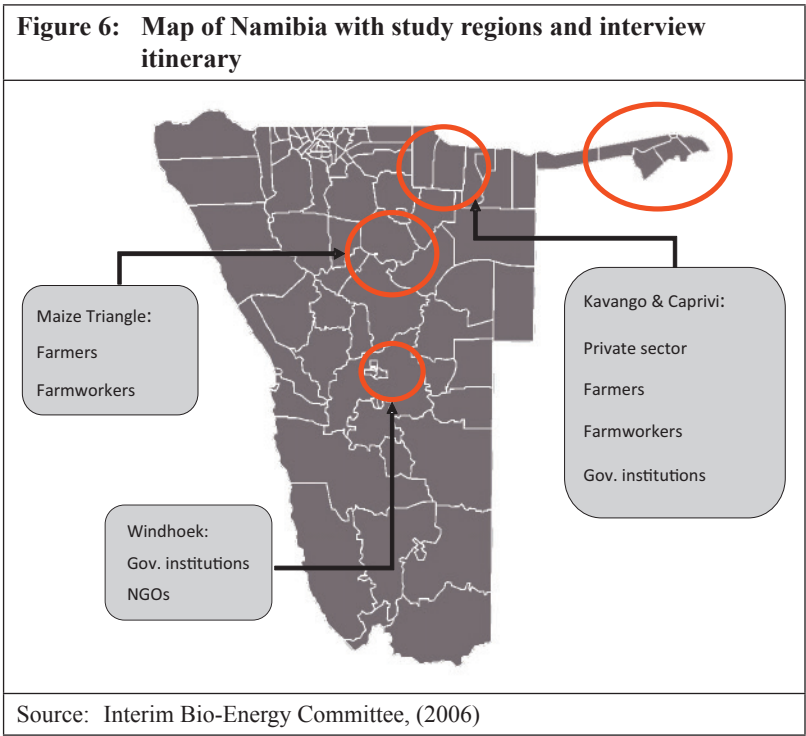 Figure 6: Map of Namibia with study regions and interview
itinerary
Maize Triangle:
Farmers
Farmworkers
Kavango & Caprivi:
Private sector
Farmers
Farmworkers
Gov. institutions
Windhoek:
Gov. institutions
NGOs
Source: Interim Bio-Energy Committee, (2006)